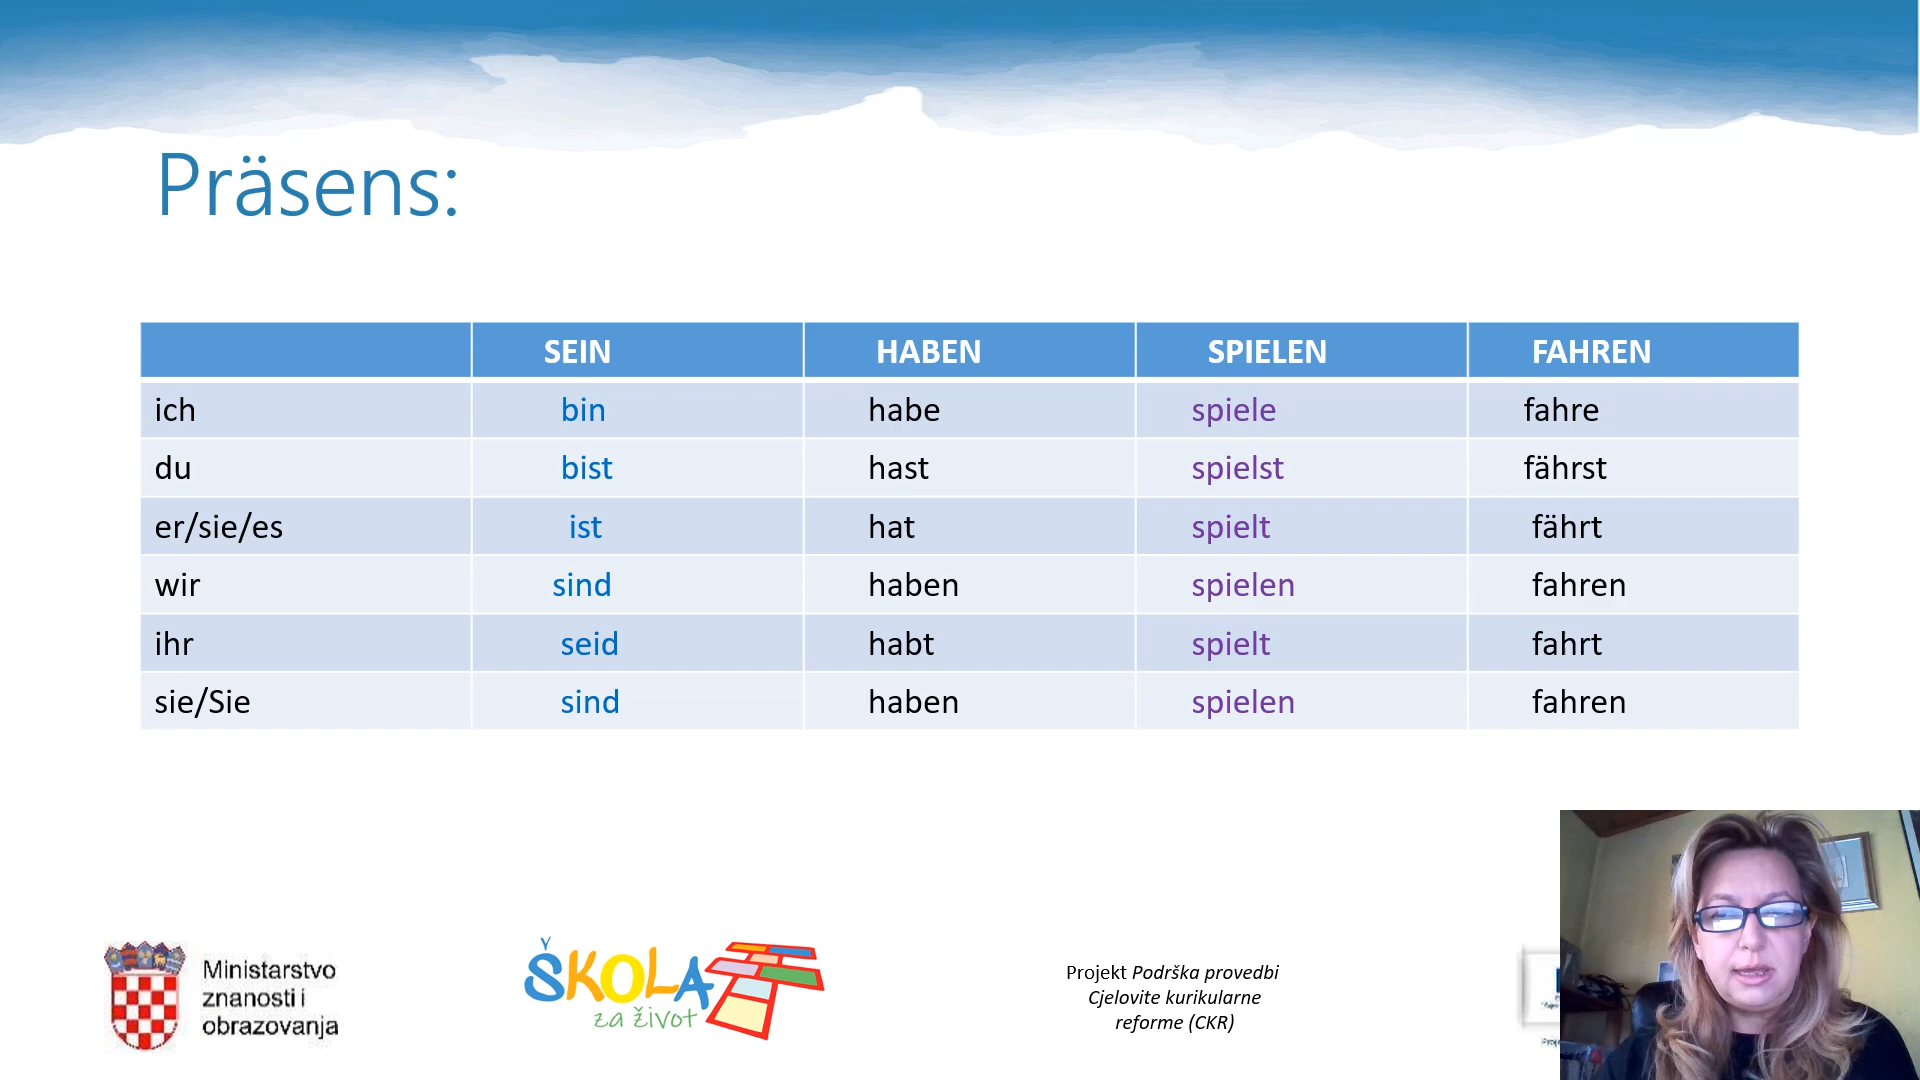 Präsens:
SEIN HABEN SPIELEN FAHREN
ich bin habe spiele fahre
du bist hast spielst fährst
er/sie/es ist hat spielt fährt
wir sind haben spielen fahren
ihr seid habt spielt fahrt
sie/Sie sind haben spielen fahren
Ministarstvo
znanosti i
obrazovanja
ŠKOLA
za život
Projekt Podrška provedbi
Cjelovite kurikularne
reforme (CKR)